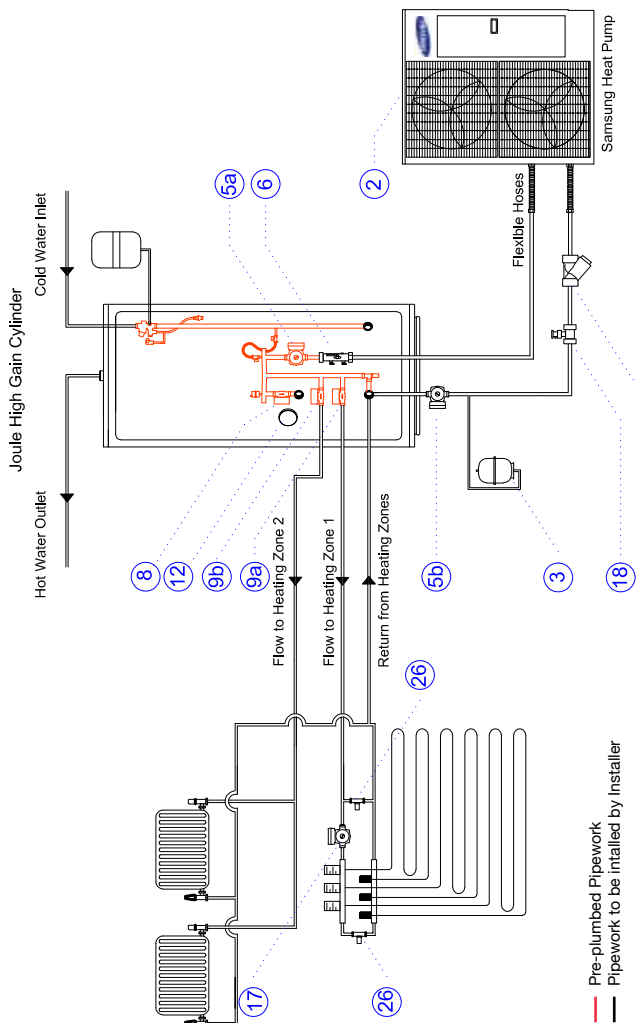 Joule High Gain Cylinder
Hot Water Outlet
Cold Water Inlet
5a
6
2
Samsung Heat Pump
Flexible Hoses
8
12
9b
9a
Flow to Heating Zone 2
Flow to Heating Zone 1
Return from Heating Zones
5b
3
18
26
17
26
Pre-plumbed Pipework
Pipework to be intalled by Installer